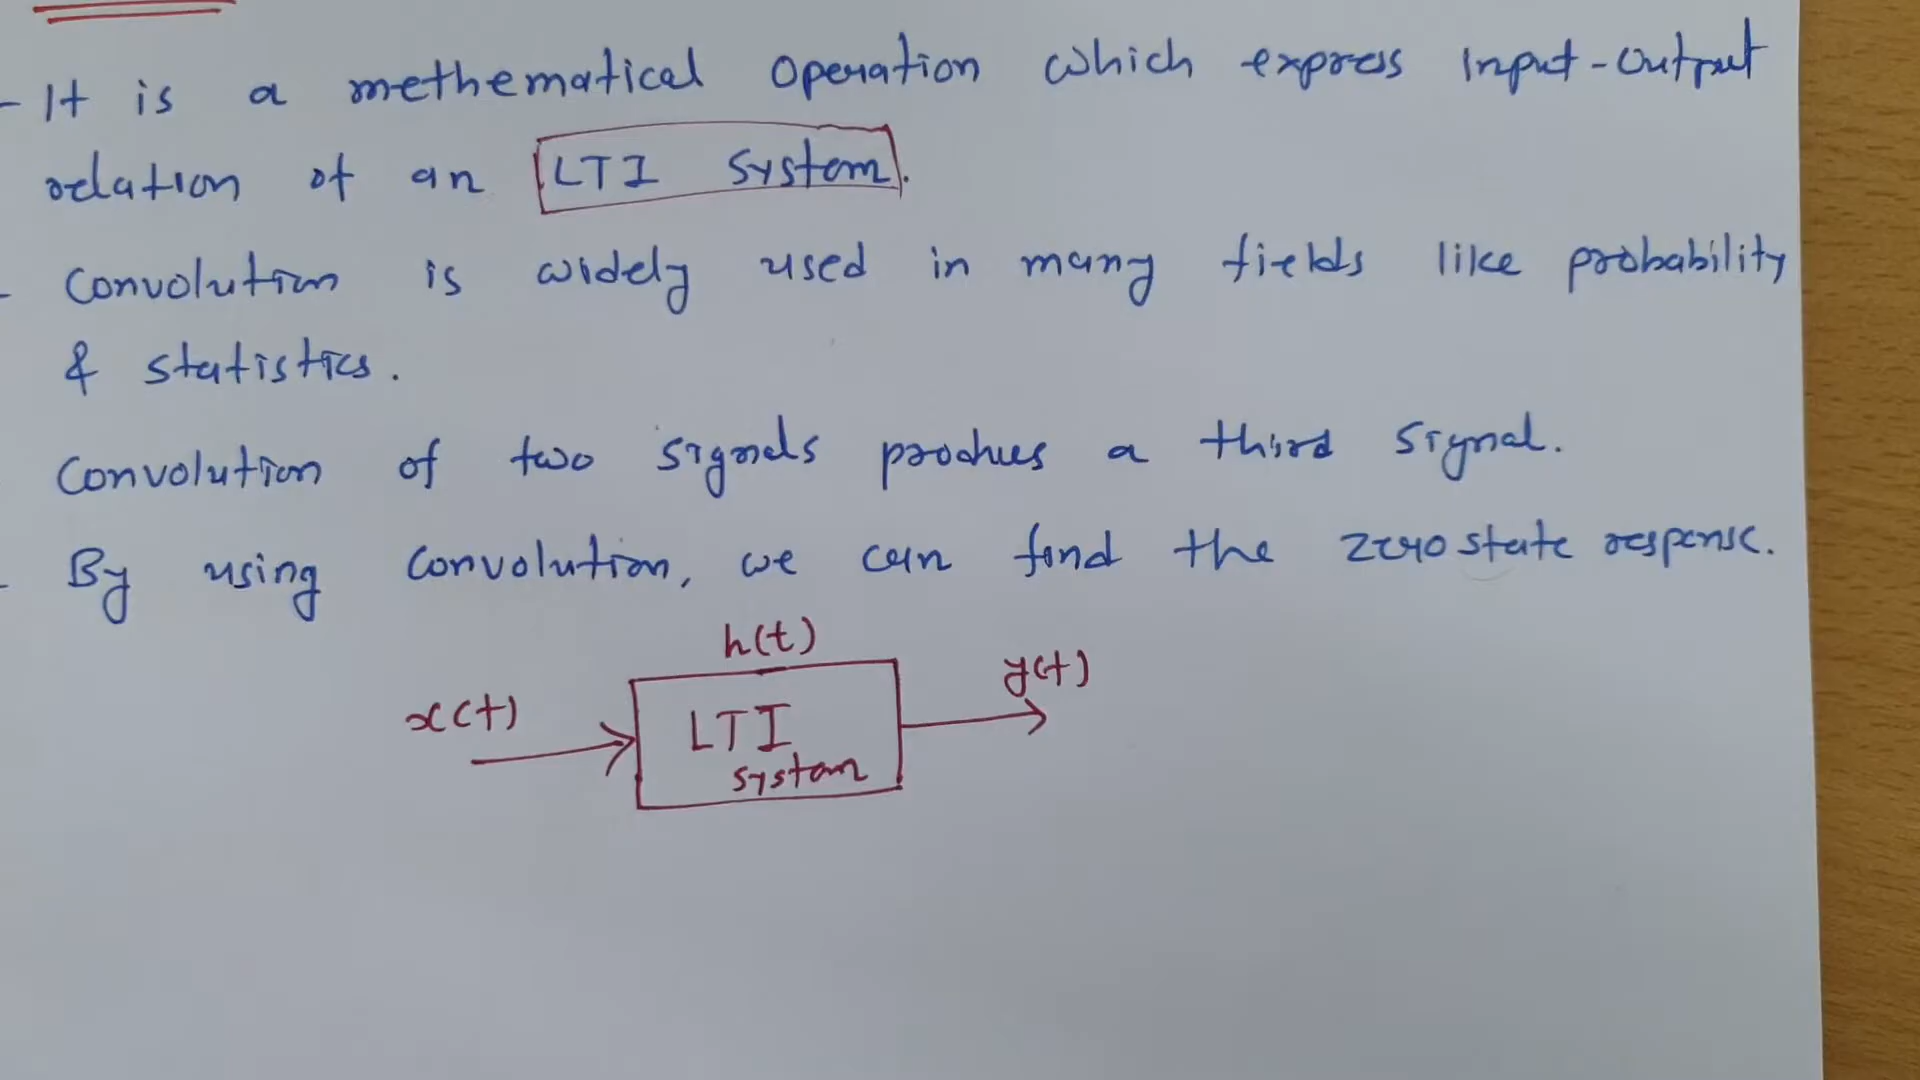 - It is a methematical operation which express input-output
relation of an LTI system.
- Convolution is widely used in many fields like probability
& statistics.
- Convolution of two signals produces a third signal.
- By using convolution, we can find the zero state response.
h(t)
x(t)
y(t)
LTI
system